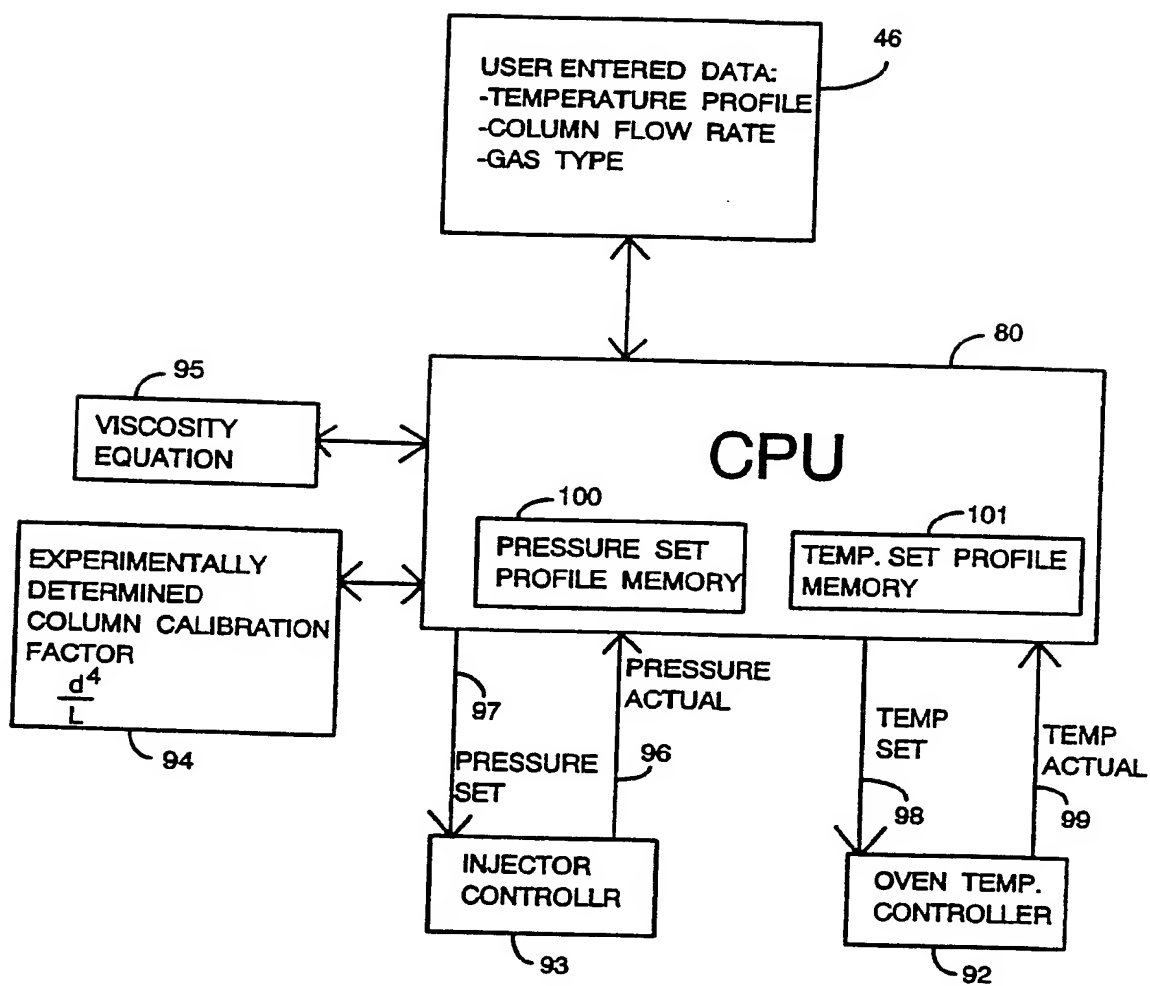 46
USER ENTERED DATA:
-TEMPERATURE PROFILE
-COLUMN FLOW RATE
-GAS TYPE
80
95
VISCOSITY
EQUATION
CPU
100
PRESSURE SET
PROFILE MEMORY
101
TEMP. SET PROFILE
MEMORY
EXPERIMENTALLY
DETERMINED
COLUMN CALIBRATION
FACTOR
d⁴
L
94
97
PRESSURE
SET
PRESSURE
ACTUAL
96
TEMP
SET
98
TEMP
ACTUAL
99
INJECTOR
CONTROLLR
93
OVEN TEMP.
CONTROLLER
92